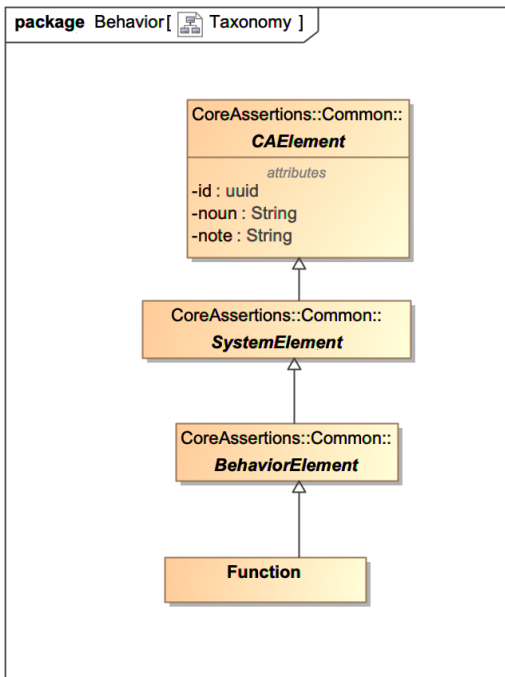 package Behavior[ Taxonomy ]
CoreAssertions::Common::
CAElement
attributes
-id : uuid
-noun : String
-note : String
CoreAssertions::Common::
SystemElement
CoreAssertions::Common::
BehaviorElement
Function